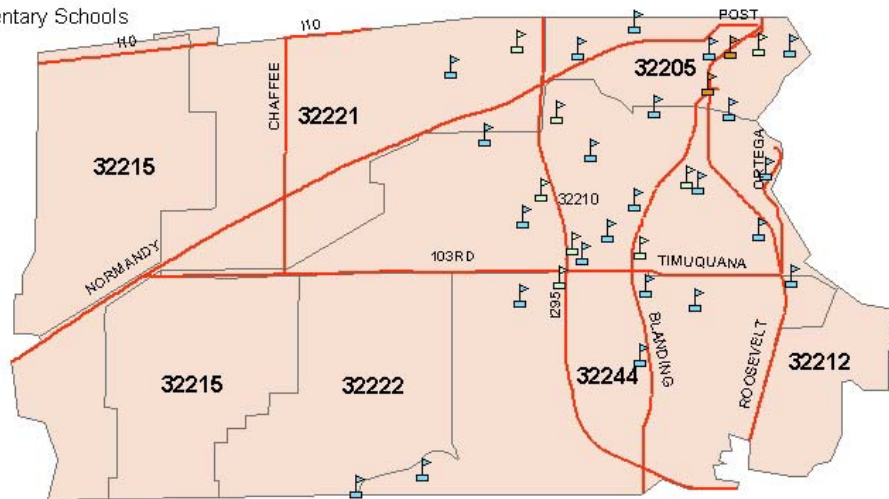 entary Schools
I10
I10
POST
CHAFFEE
32205
32221
32215
ORTEGA
32210
NORMANDY
103RD
TIMUQUANA
I295
BLANDING
ROOSEVELT
32212
32215
32222
32244